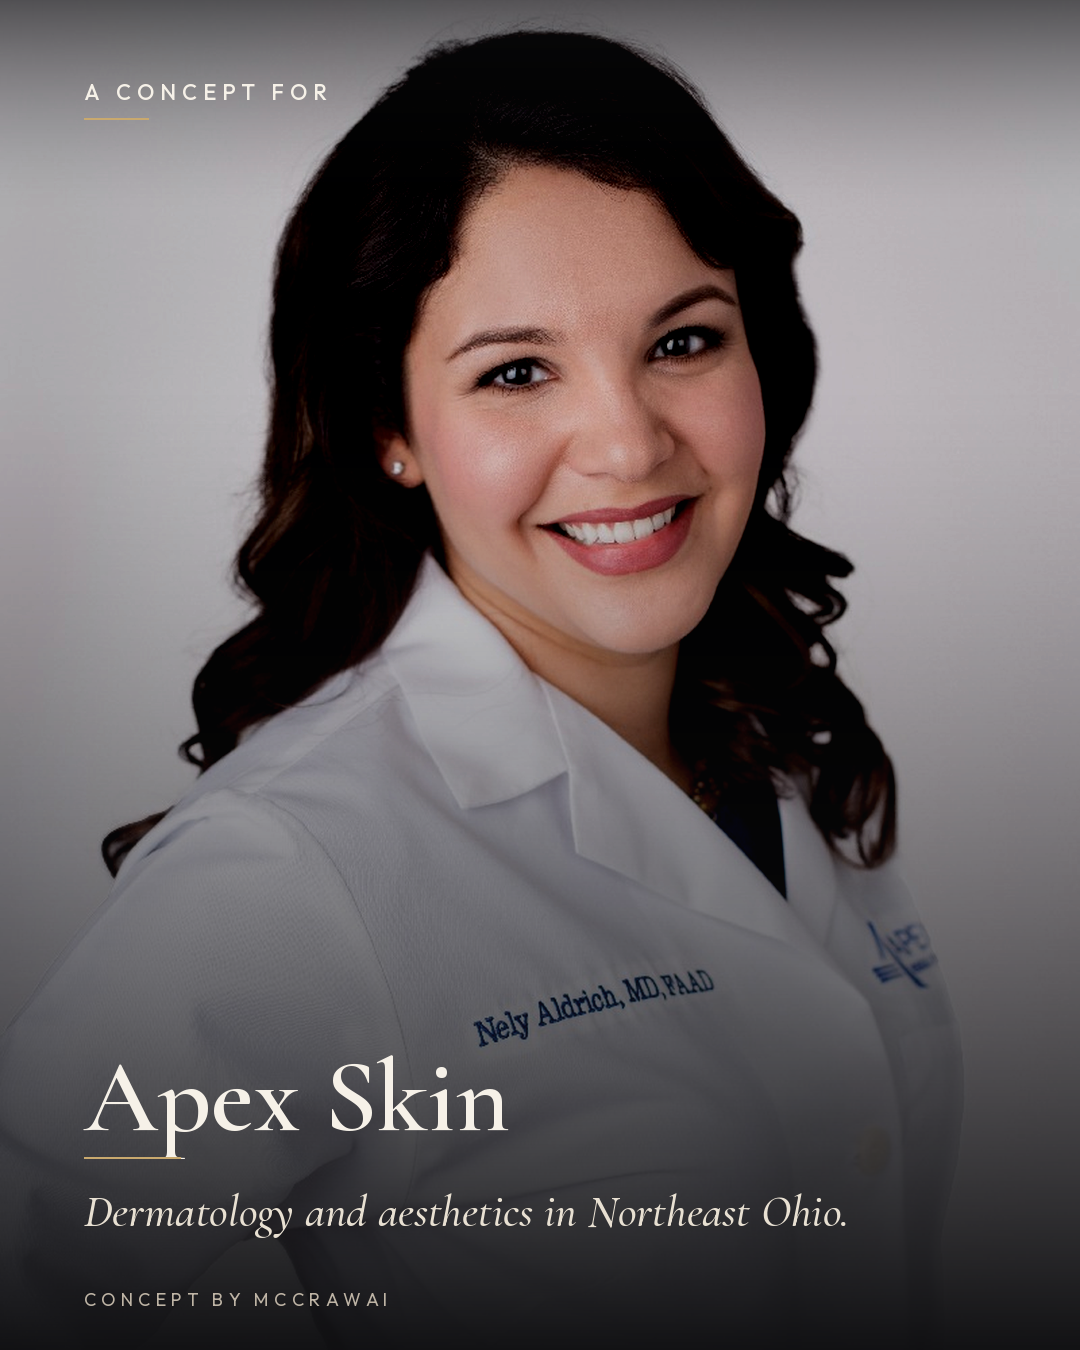 A CONCEPT FOR
Nely Aldrich, MD, FAAD
Apex Skin
Dermatology and aesthetics in Northeast Ohio.
CONCEPT BY MCCRAWAI